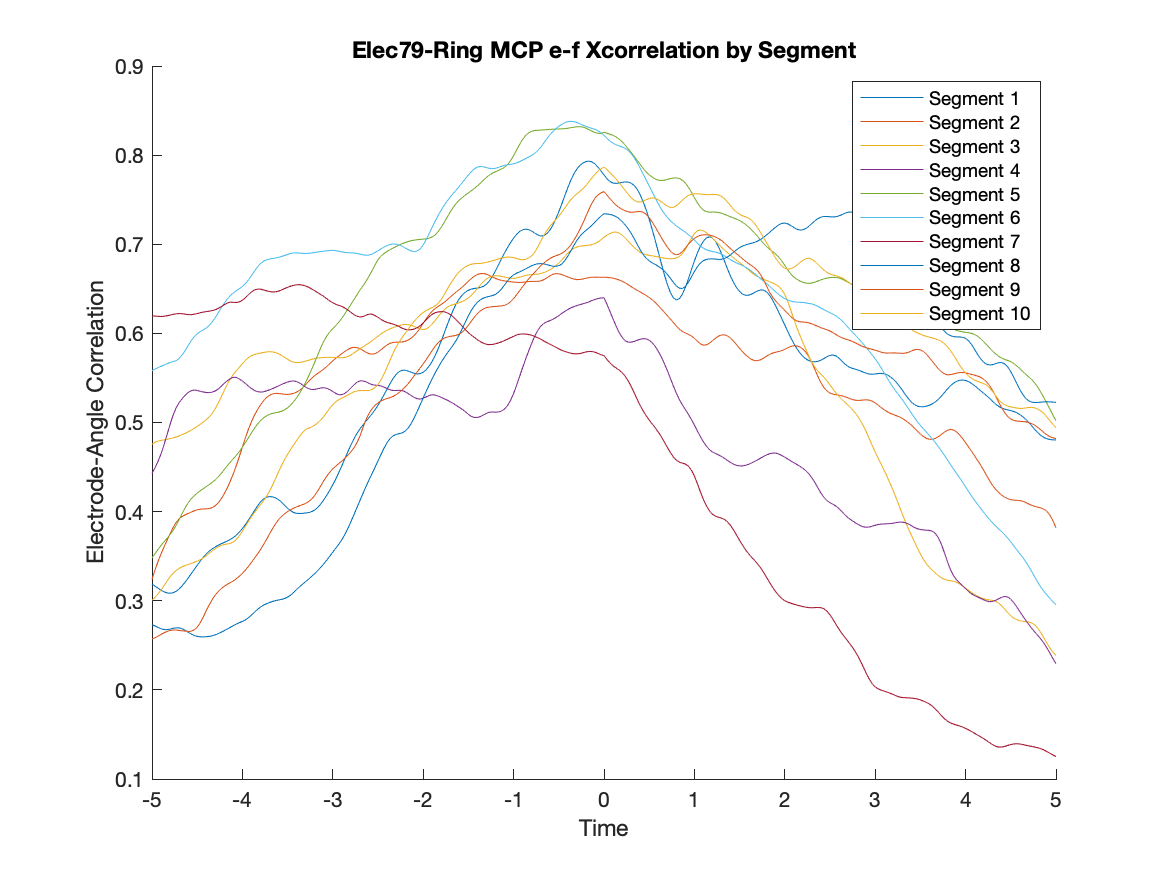 Elec79-Ring MCP e-f Xcorrelation by Segment
0.9
0.8
0.7
0.6
0.5
0.4
0.3
0.2
0.1
Electrode-Angle Correlation
-5 -4 -3 -2 -1 0 1 2 3 4 5
Time
Segment 1
Segment 2
Segment 3
Segment 4
Segment 5
Segment 6
Segment 7
Segment 8
Segment 9
Segment 10